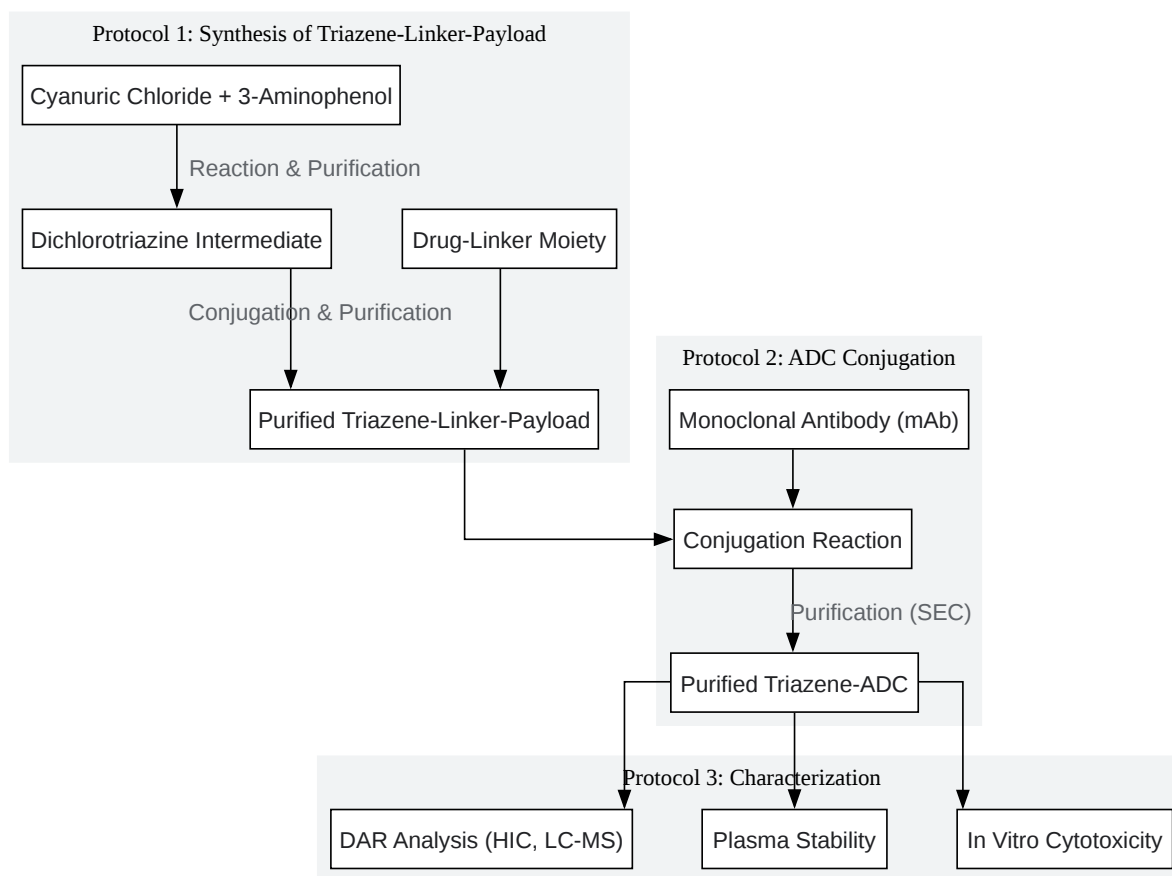 Protocol 1: Synthesis of Triazene-Linker-Payload
Cyanuric Chloride + 3-Aminophenol
Reaction & Purification
Dichlorotriazine Intermediate
Drug-Linker Moiety
Conjugation & Purification
Purified Triazene-Linker-Payload
Protocol 2: ADC Conjugation
Monoclonal Antibody (mAb)
Conjugation Reaction
Purification (SEC)
Purified Triazene-ADC
Protocol 3: Characterization
DAR Analysis (HIC, LC-MS)
Plasma Stability
In Vitro Cytotoxicity